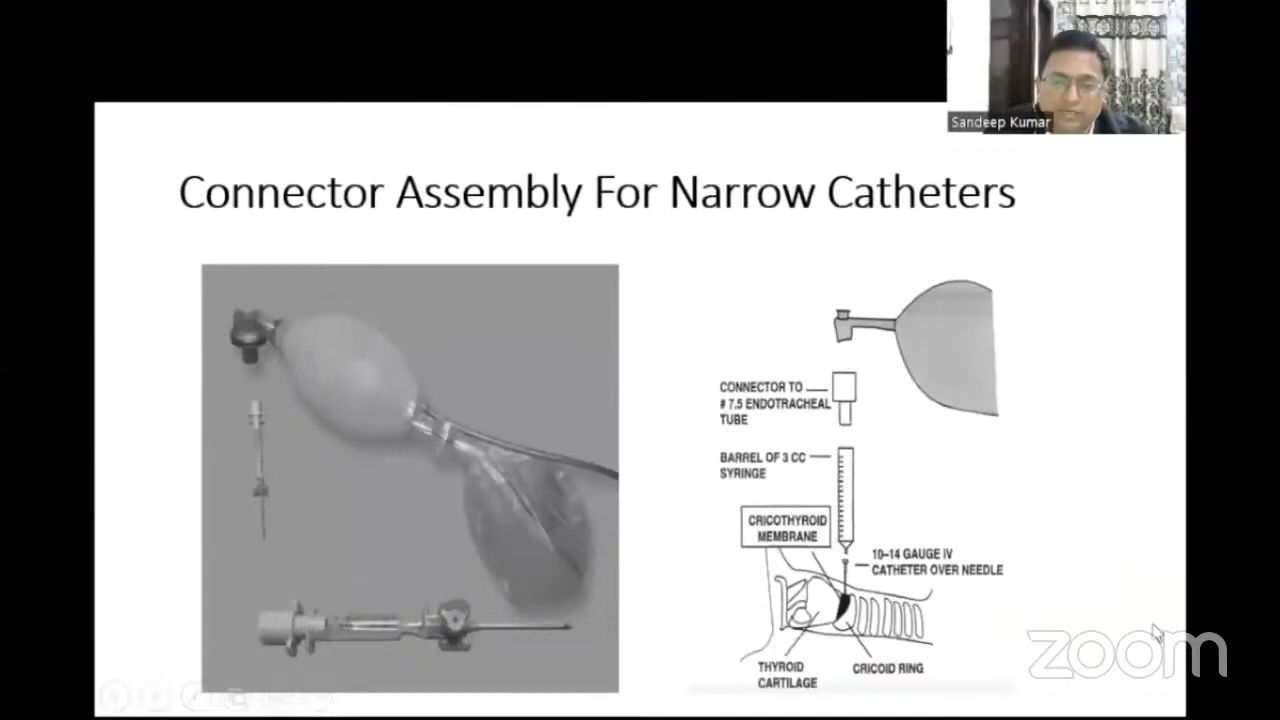 Sandeep Kumar
Connector Assembly For Narrow Catheters
CONNECTOR TO
# 7.5 ENDOTRACHEAL
TUBE
BARREL OF 3 CC
SYRINGE
CRICOTHYROID
MEMBRANE
10–14 GAUGE IV
CATHETER OVER NEEDLE
THYROID
CARTILAGE
CRICOID RING
zoom